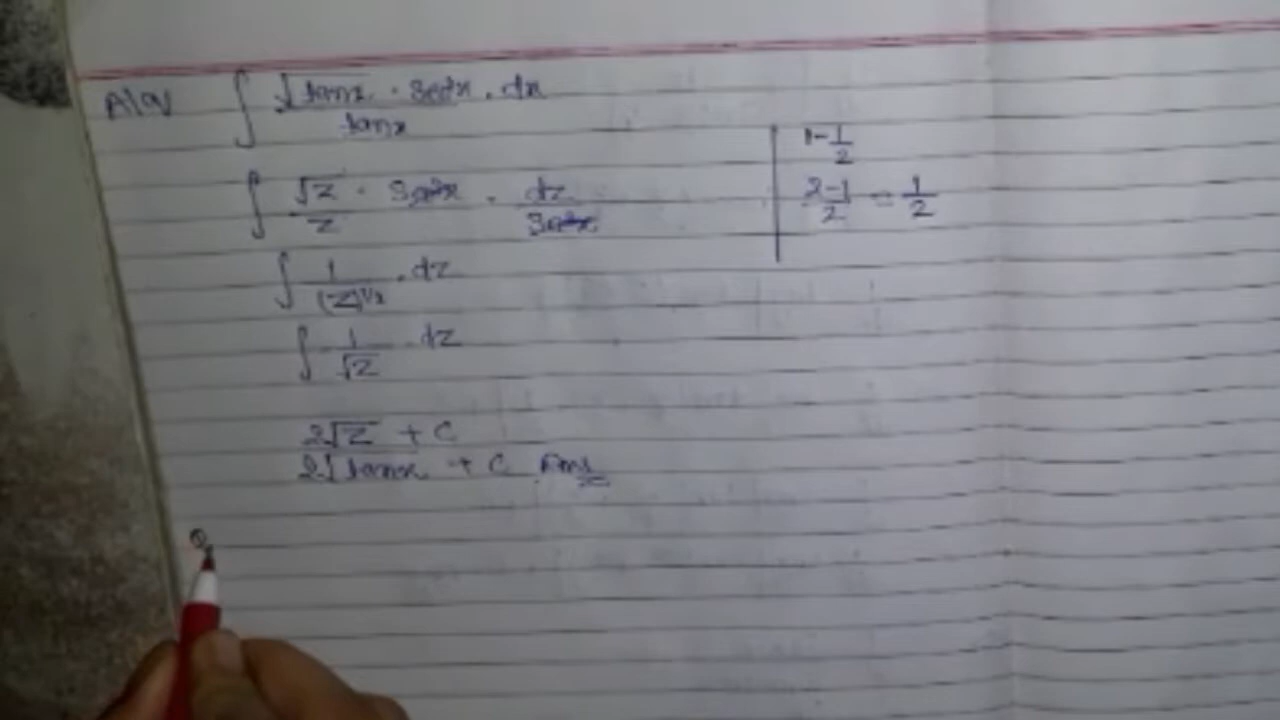 A/Q ∫ √tanx · sec²x . dx / tanx
∫ √z / z · sec²x . dz / sec²x
∫ 1 / (z)^1/2 . dz
∫ 1 / √z . dz
2√z + C
2√tanx + C Ans
1 - 1/2
2-1 / 2 = 1/2
Q